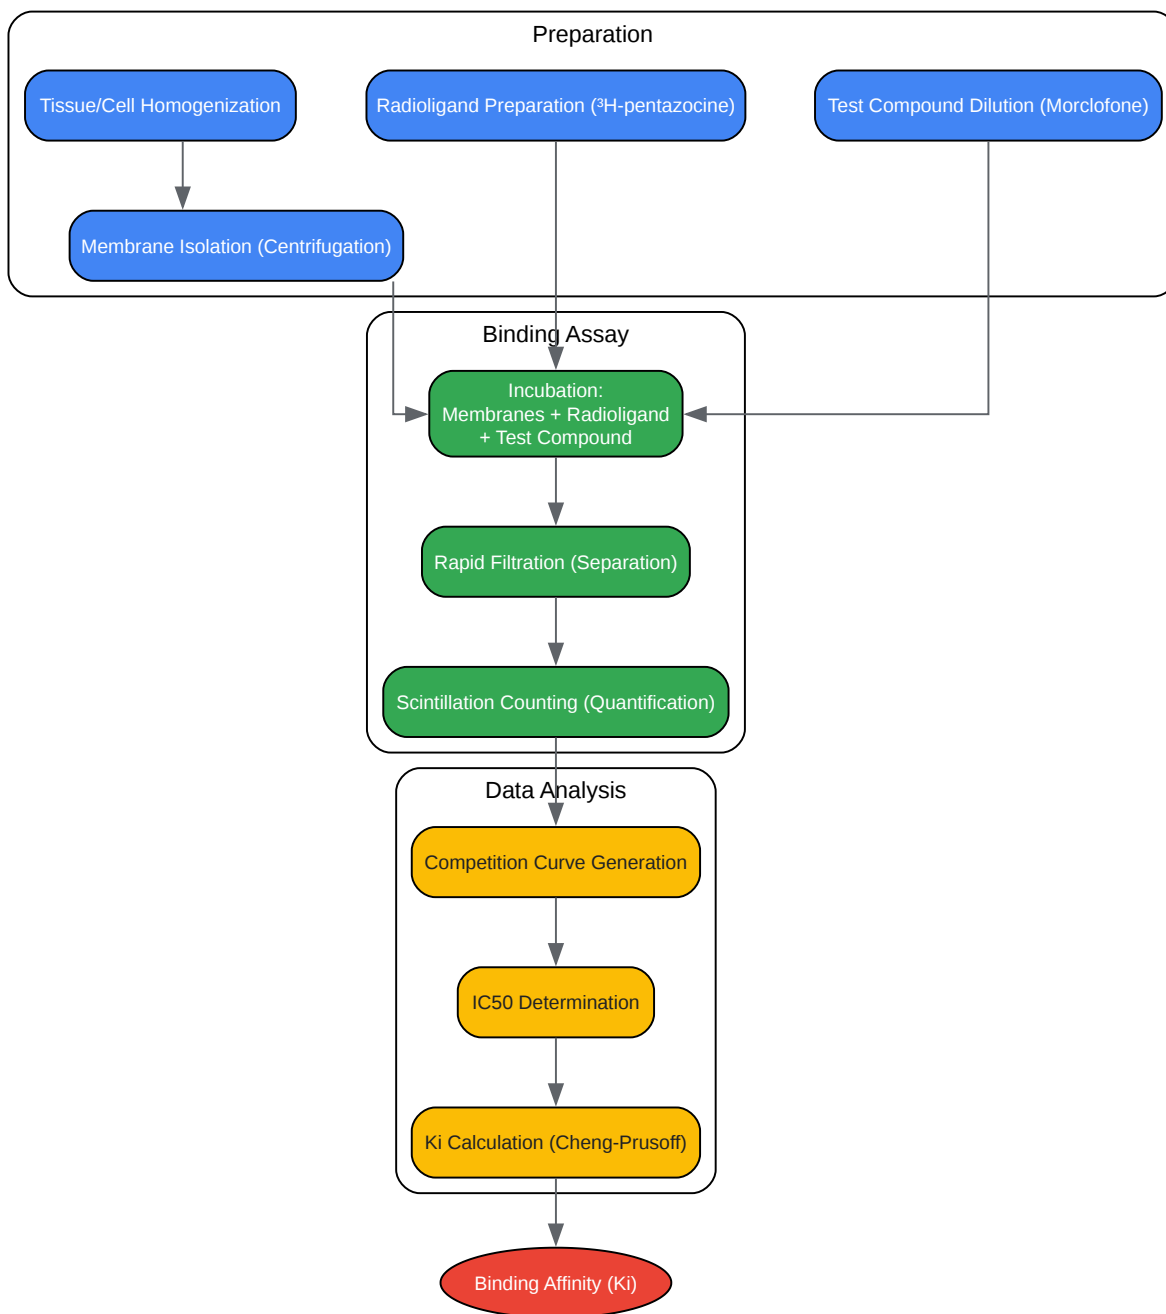 Preparation
Tissue/Cell Homogenization
Radioligand Preparation (³H-pentazocine)
Test Compound Dilution (Morclofone)
Membrane Isolation (Centrifugation)
Binding Assay
Incubation:
Membranes + Radioligand
+ Test Compound
Rapid Filtration (Separation)
Scintillation Counting (Quantification)
Data Analysis
Competition Curve Generation
IC50 Determination
Ki Calculation (Cheng-Prusoff)
Binding Affinity (Ki)